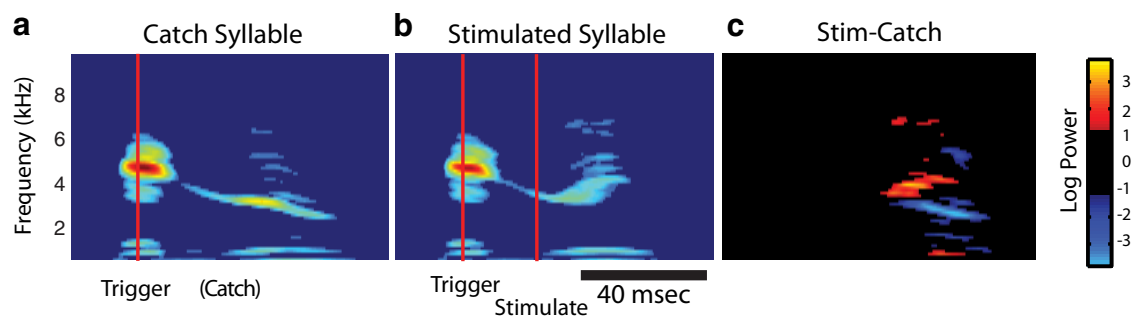 a Catch Syllable
b Stimulated Syllable
c Stim-Catch
Frequency (kHz)
8
6
4
2
Trigger (Catch)
Trigger
Stimulate
40 msec
Log Power
3
2
1
0
-1
-2
-3